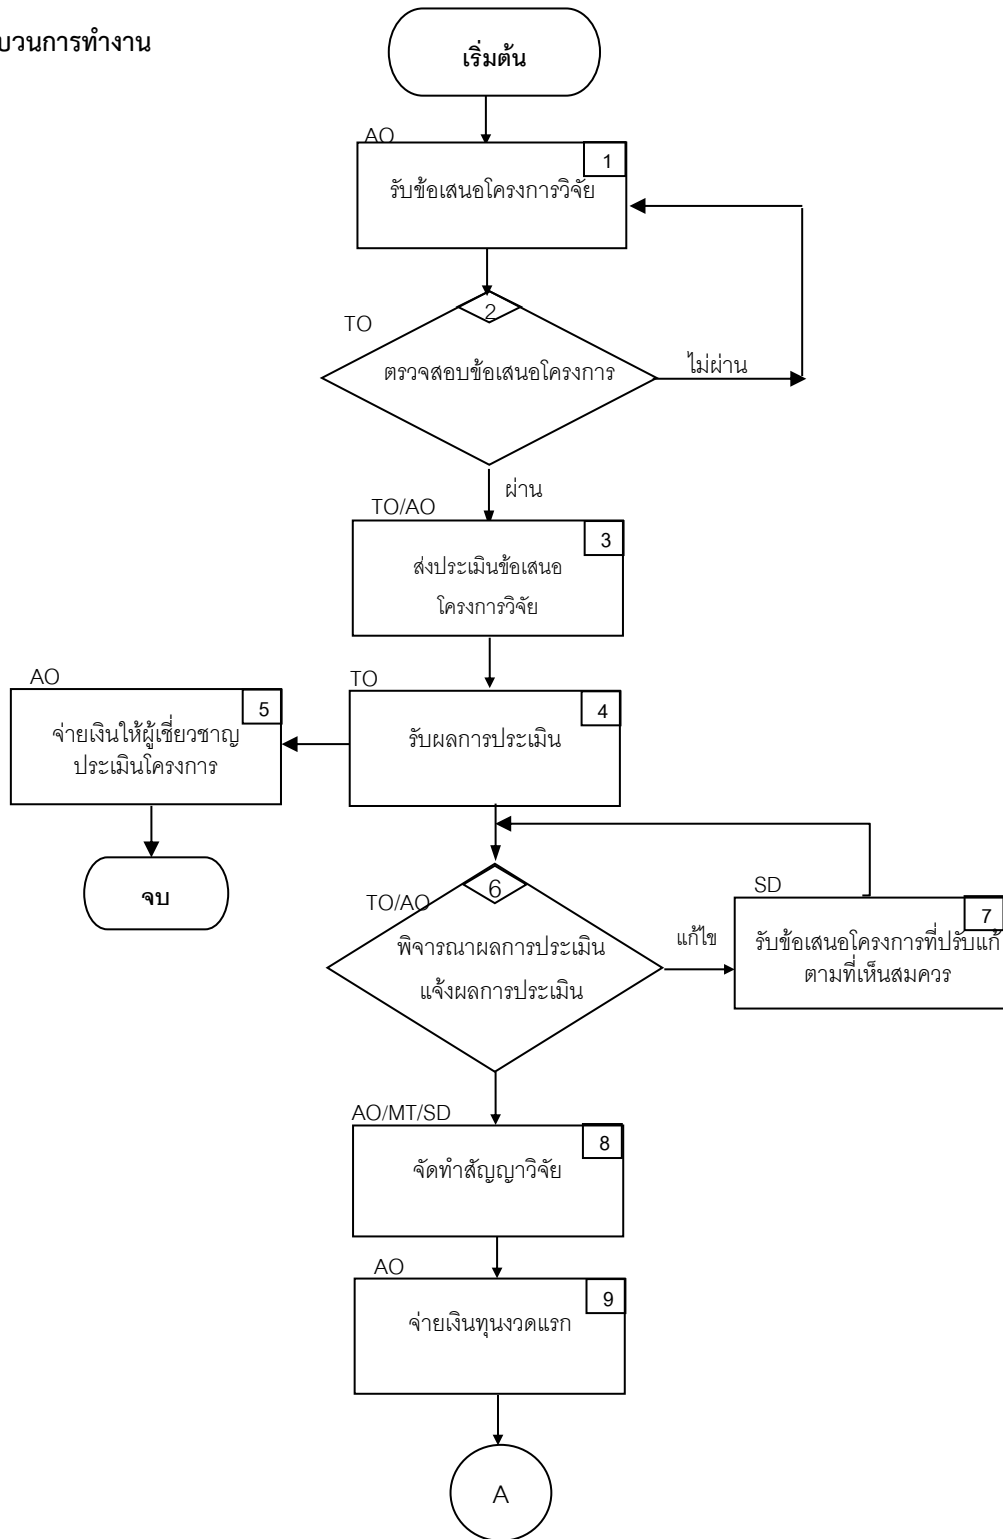 บวนการทำงาน
เริ่มต้น
AO
1
รับข้อเสนอโครงการวิจัย
2
TO
ตรวจสอบข้อเสนอโครงการ
ไม่ผ่าน
ผ่าน
TO/AO
3
ส่งประเมินข้อเสนอ
โครงการวิจัย
AO
5
จ่ายเงินให้ผู้เชี่ยวชาญ
ประเมินโครงการ
จบ
TO
4
รับผลการประเมิน
6
TO/AO
พิจารณาผลการประเมิน
แจ้งผลการประเมิน
แก้ไข
SD
7
รับข้อเสนอโครงการที่ปรับแก้
ตามที่เห็นสมควร
AO/MT/SD
8
จัดทำสัญญาวิจัย
AO
9
จ่ายเงินทุนงวดแรก
A